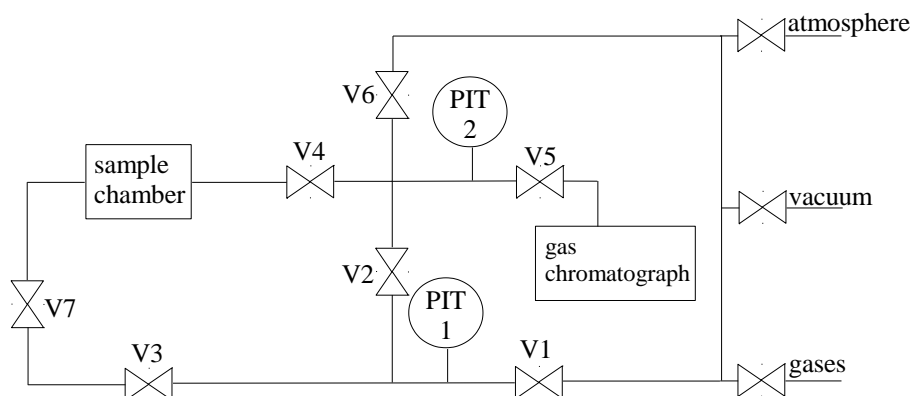 atmosphere
V6
PIT
2
V4
V5
sample
chamber
vacuum
gas
chromatograph
V2
PIT
1
V7
V3
V1
gases